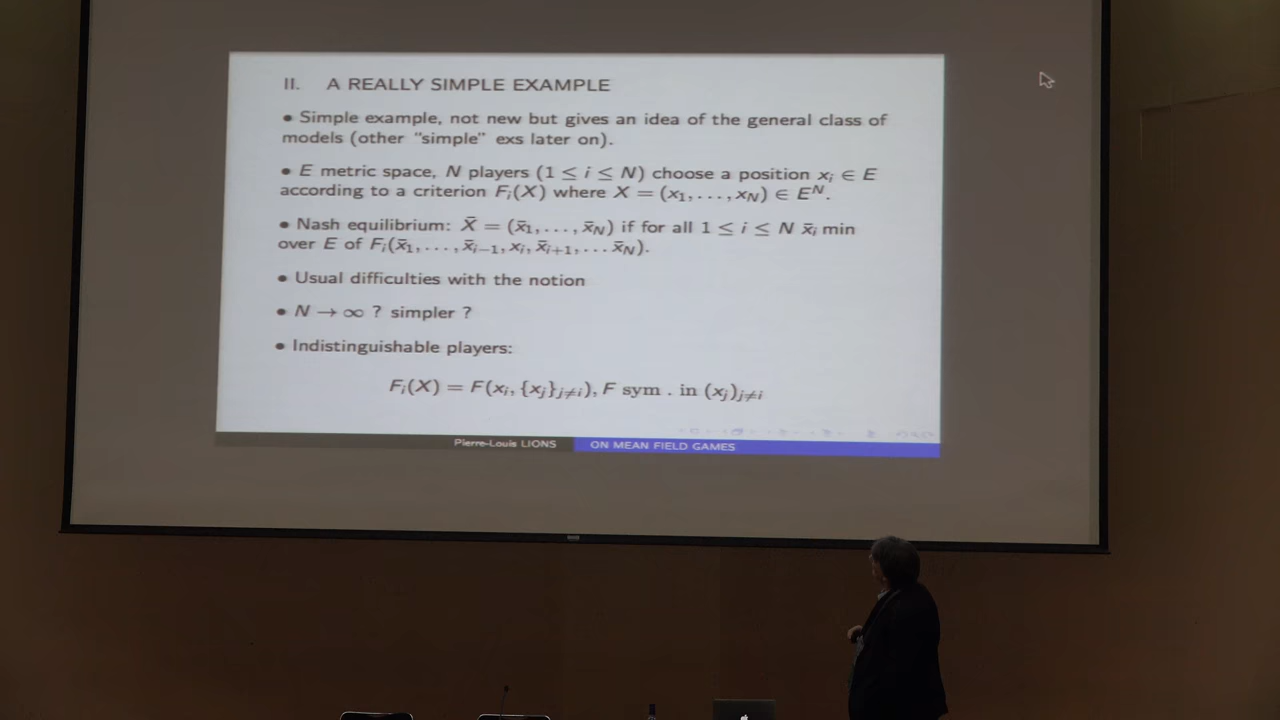 II. A REALLY SIMPLE EXAMPLE
• Simple example, not new but gives an idea of the general class of
models (other "simple" exs later on).
• E metric space, N players (1 ≤ i ≤ N) choose a position xᵢ ∈ E
according to a criterion Fᵢ(X) where X = (x₁, . . . , x_N) ∈ Eᴺ.
• Nash equilibrium: X̄ = (x̄₁, . . . , x̄_N) if for all 1 ≤ i ≤ N x̄ᵢ min
over E of Fᵢ(x̄₁, . . . , x̄ᵢ₋₁, xᵢ, x̄ᵢ₊₁, . . . x̄_N).
• Usual difficulties with the notion
• N → ∞ ? simpler ?
• Indistinguishable players:
Fᵢ(X) = F(xᵢ, {xⱼ}ⱼ≠ᵢ), F sym . in (xⱼ)ⱼ≠ᵢ
Pierre-Louis LIONS ON MEAN FIELD GAMES